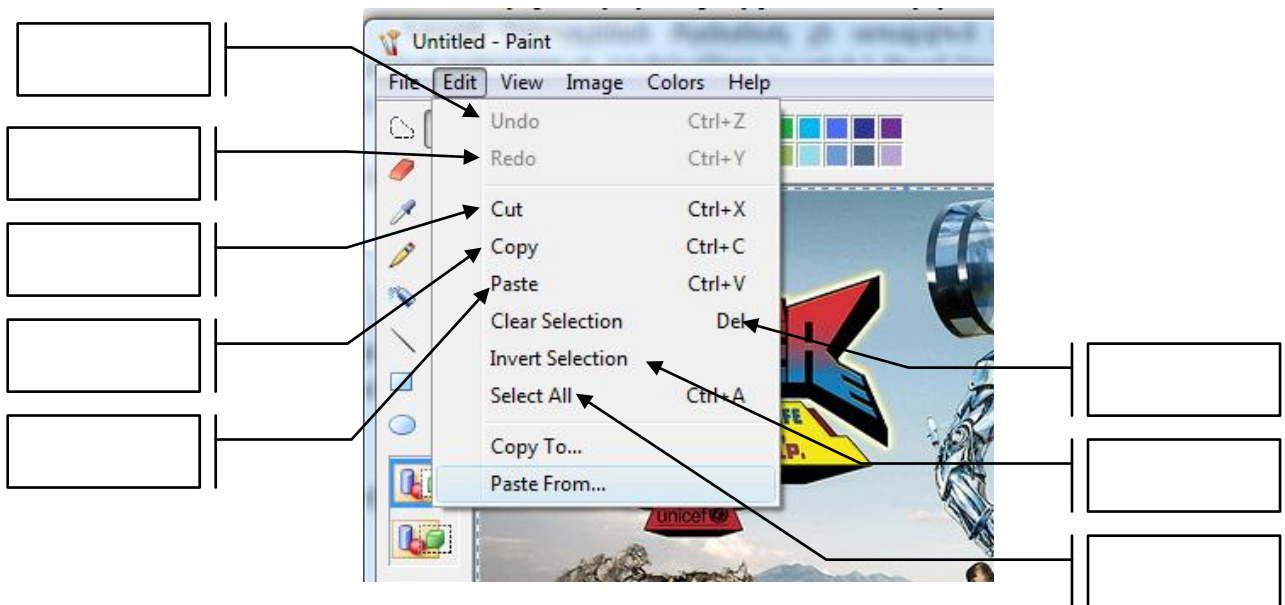 Untitled - Paint
File Edit View Image Colors Help
Undo Ctrl+Z
Redo Ctrl+Y
Cut Ctrl+X
Copy Ctrl+C
Paste Ctrl+V
Clear Selection Del
Invert Selection
Select All Ctrl+A
Copy To...
Paste From...
unicef